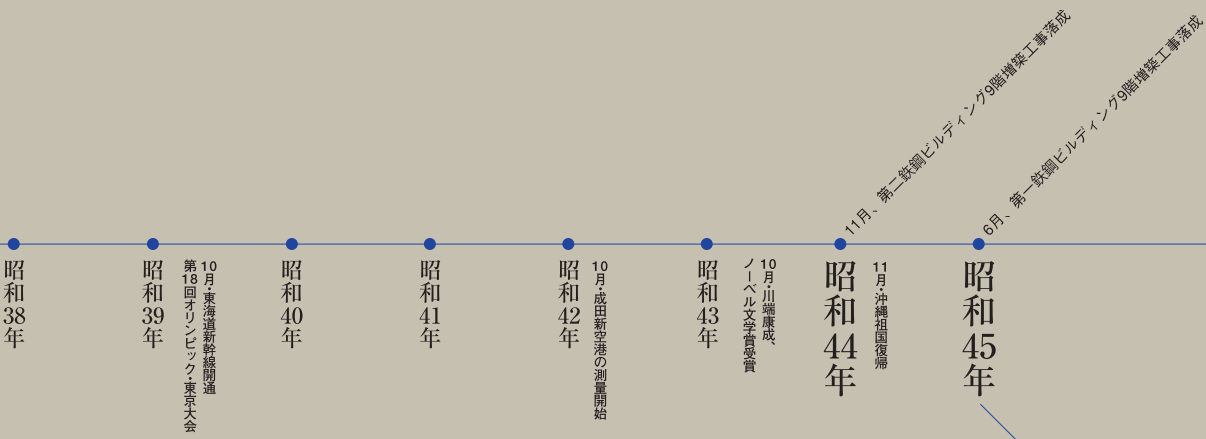 昭和38年
昭和39年
10月・東海道新幹線開通
第18回オリンピック・東京大会
昭和40年
昭和41年
昭和42年
10月・成田新空港の測量開始
昭和43年
10月・川端康成、
ノーベル文学賞受賞
11月、第二鉄鋼ビルディング9階増築工事落成
昭和44年
11月・沖縄祖国復帰
6月、第一鉄鋼ビルディング9階増築工事落成
昭和45年